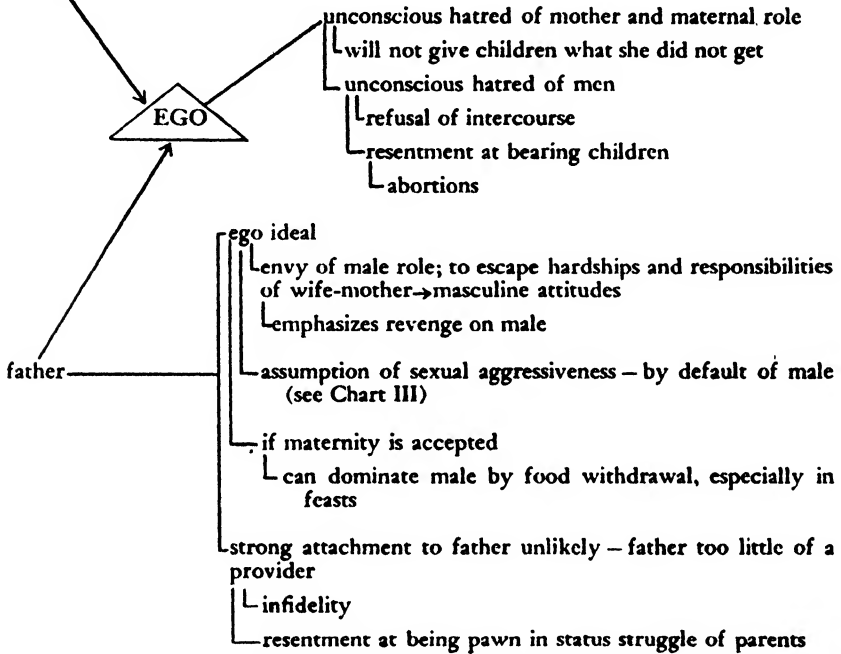 unconscious hatred of mother and maternal role
will not give children what she did not get
unconscious hatred of men
EGO
refusal of intercourse
resentment at bearing children
abortions
ego ideal
envy of male role; to escape hardships and responsibilities
of wife-mother→masculine attitudes
emphasizes revenge on male
father
assumption of sexual aggressiveness – by default of male
(see Chart III)
if maternity is accepted
can dominate male by food withdrawal, especially in
feasts
strong attachment to father unlikely – father too little of a
provider
infidelity
resentment at being pawn in status struggle of parents